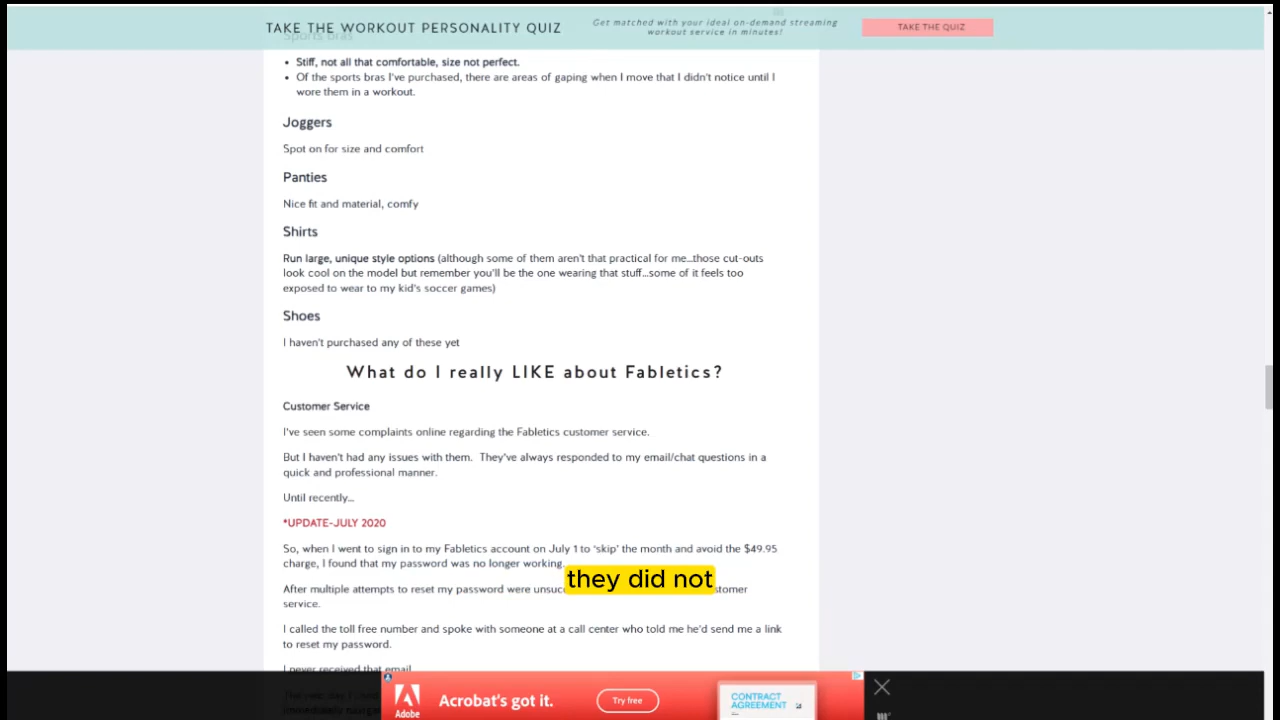 TAKE THE WORKOUT PERSONALITY QUIZ
Get matched with your ideal on-demand streaming
workout service in minutes!
TAKE THE QUIZ
Sports bras
• Stiff, not all that comfortable, size not perfect.
• Of the sports bras I've purchased, there are areas of gaping when I move that I didn't notice until I
wore them in a workout.
Joggers
Spot on for size and comfort
Panties
Nice fit and material, comfy
Shirts
Run large, unique style options (although some of them aren't that practical for me...those cut-outs
look cool on the model but remember you'll be the one wearing that stuff...some of it feels too
exposed to wear to my kid's soccer games)
Shoes
I haven't purchased any of these yet
What do I really LIKE about Fabletics?
Customer Service
I've seen some complaints online regarding the Fabletics customer service.
But I haven't had any issues with them. They've always responded to my email/chat questions in a
quick and professional manner.
Until recently...
*UPDATE-JULY 2020
So, when I went to sign in to my Fabletics account on July 1 to 'skip' the month and avoid the $49.95
charge, I found that my password was no longer working.
they did not
After multiple attempts to reset my password were unsuc
service.
I called the toll free number and spoke with someone at a call center who told me he'd send me a link
to reset my password.
I never received that email
Adobe
Acrobat's got it.
Try free
CONTRACT
AGREEMENT